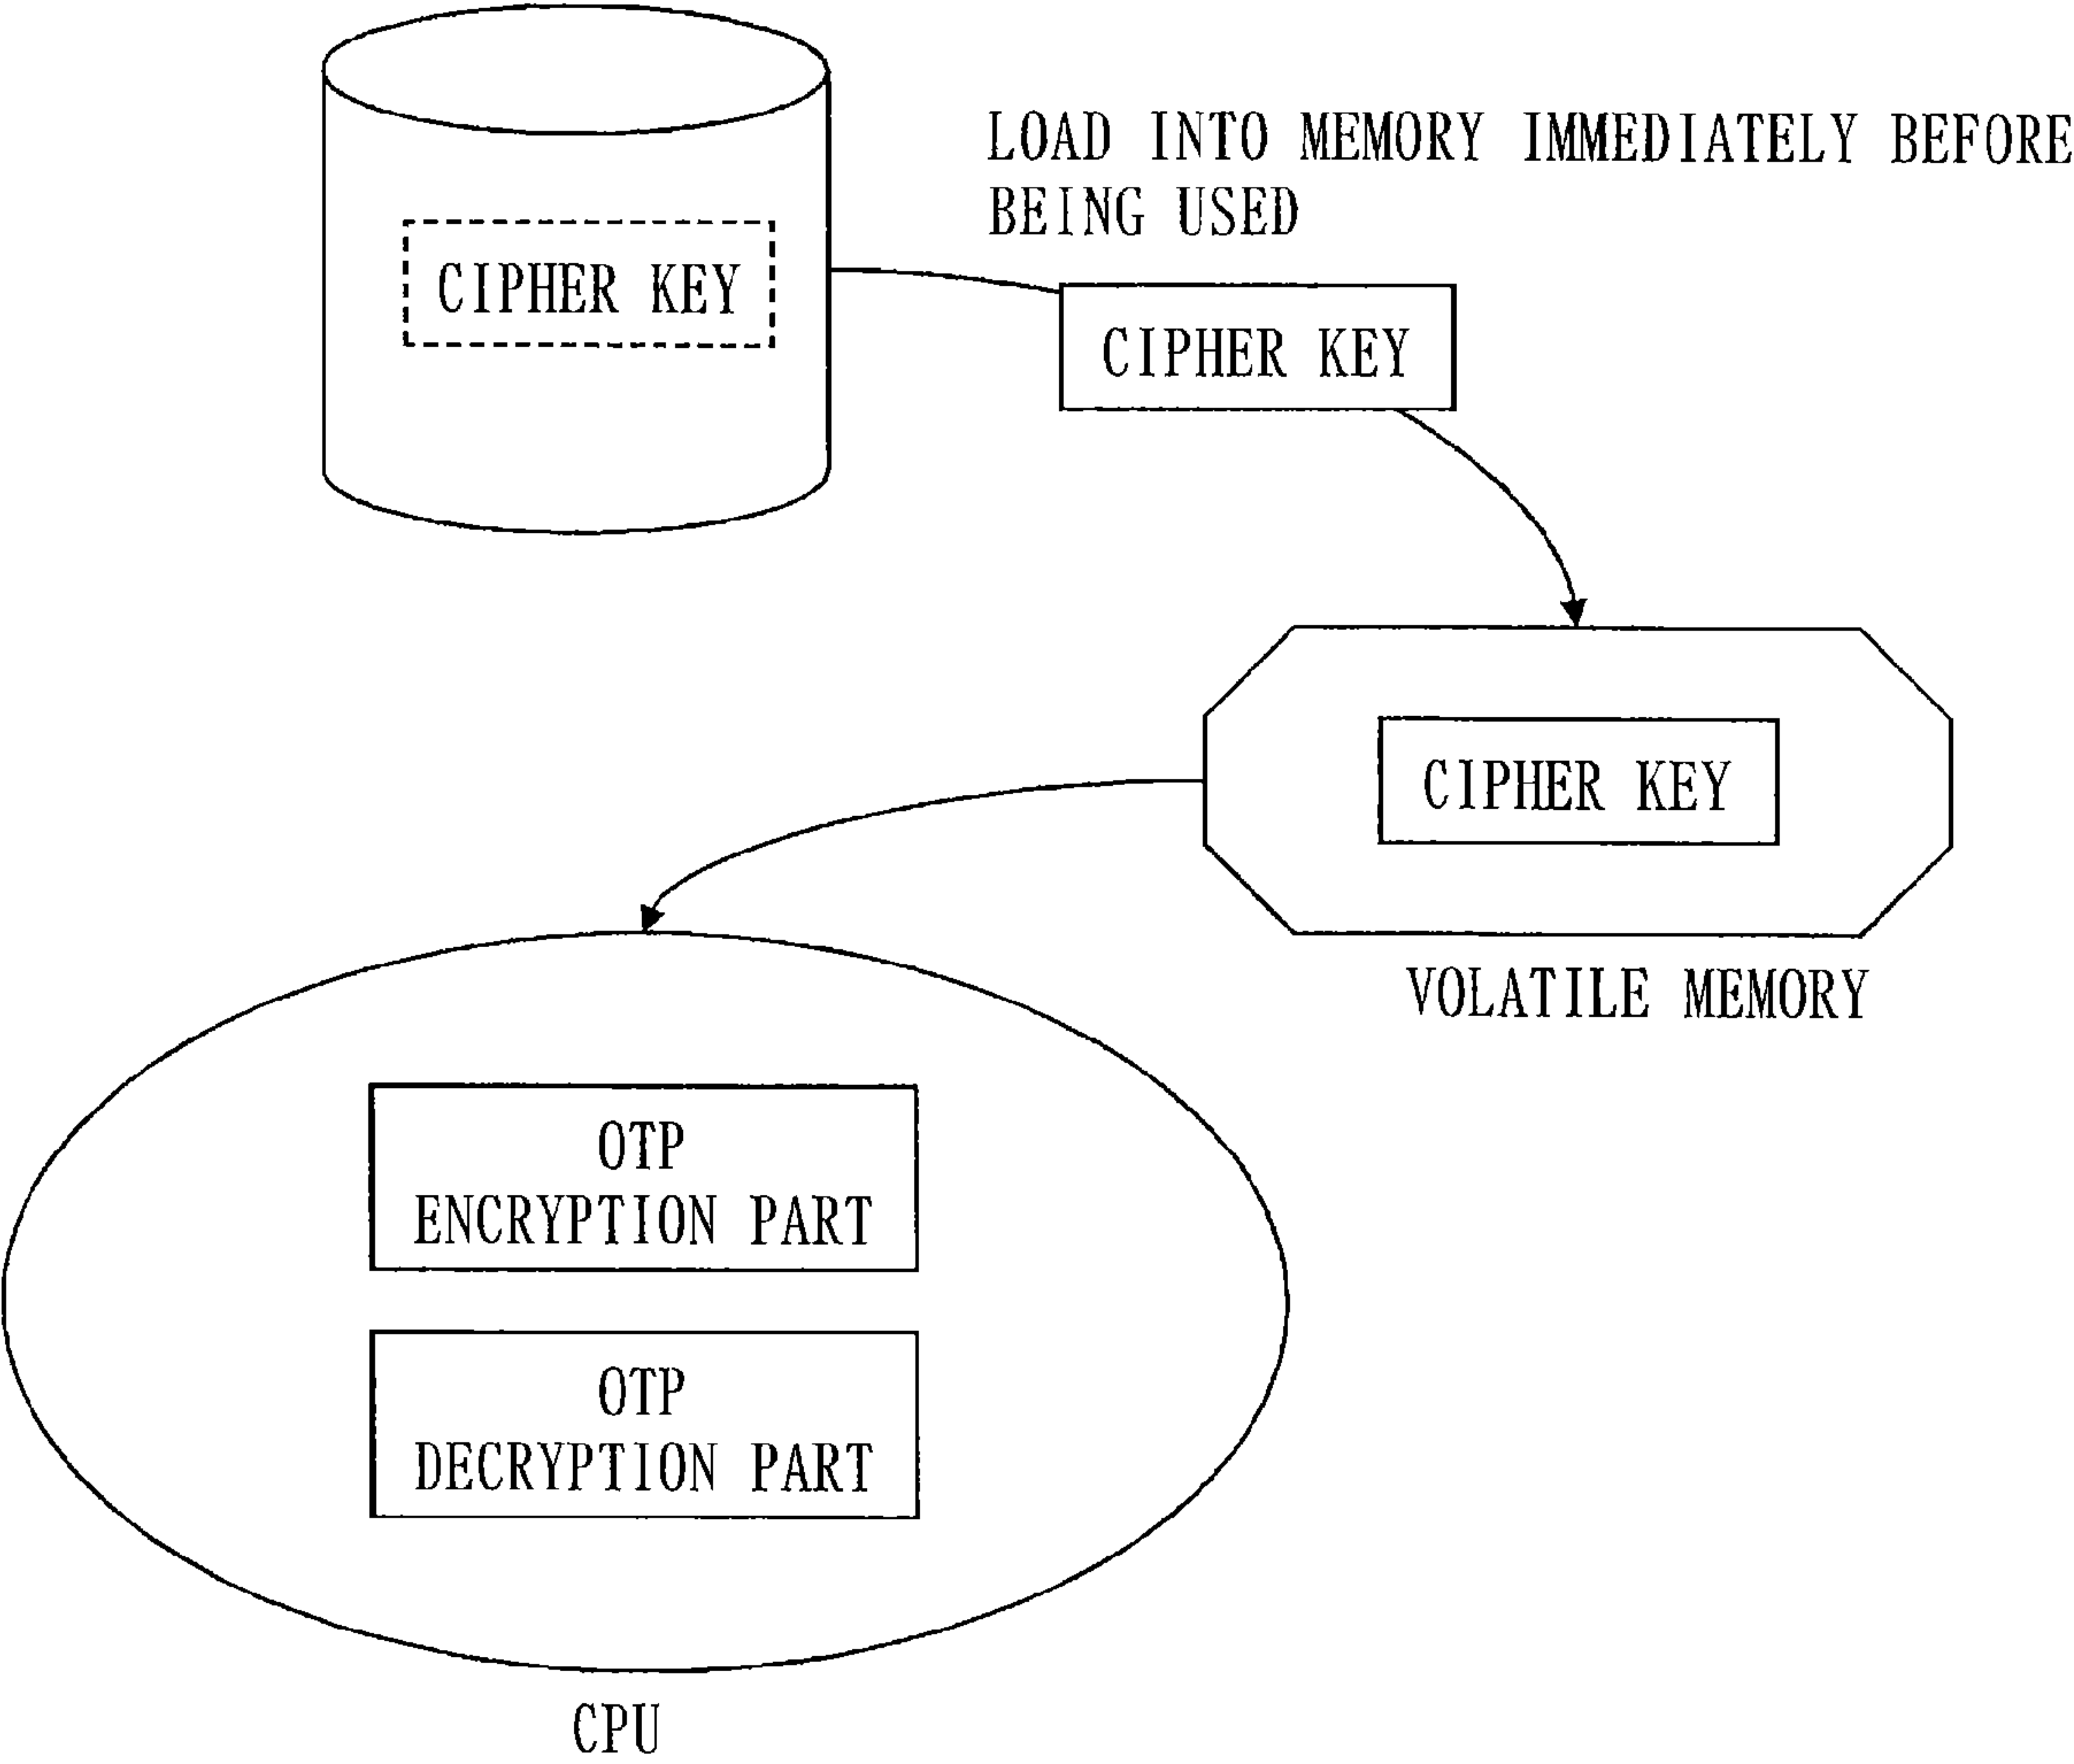 LOAD INTO MEMORY IMMEDIATELY BEFORE
BEING USED
CIPHER KEY
CIPHER KEY
CIPHER KEY
VOLATILE MEMORY
OTP
ENCRYPTION PART
OTP
DECRYPTION PART
CPU